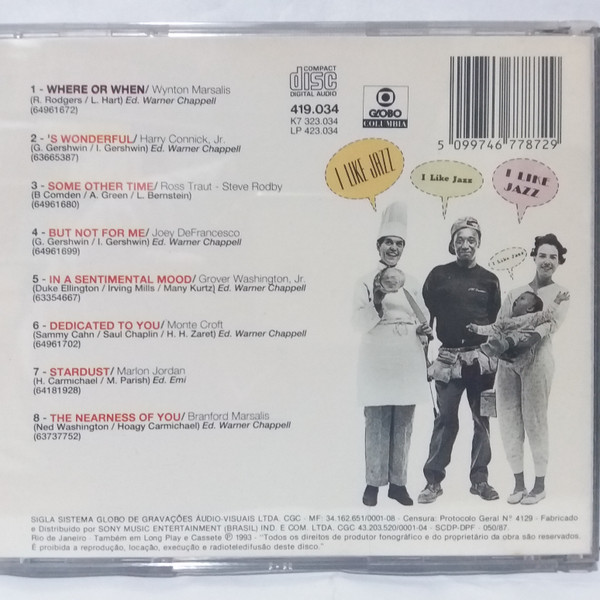 1 - WHERE OR WHEN/ Wynton Marsalis
(R. Rodgers / L. Hart) Ed. Warner Chappell
(64961672)
2 - 'S WONDERFUL/ Harry Connick, Jr.
(G. Gershwin / I. Gershwin) Ed. Warner Chappell
(63665387)
3 - SOME OTHER TIME/ Ross Traut - Steve Rodby
(B Comden / A. Green / L. Bernstein)
(64961680)
4 - BUT NOT FOR ME/ Joey DeFrancesco
(G. Gershwin / I. Gershwin) Ed. Warner Chappell
(64961699)
5 - IN A SENTIMENTAL MOOD/ Grover Washington, Jr.
(Duke Ellington / Irving Mills / Many Kurtz) Ed. Warner Chappell
(63354667)
6 - DEDICATED TO YOU/ Monte Croft
(Sammy Cahn / Saul Chaplin / H. H. Zaret) Ed. Warner Chappell
(64961702)
7 - STARDUST/ Marlon Jordan
(H. Carmichael / M. Parish) Ed. Emi
(64181928)
8 - THE NEARNESS OF YOU/ Branford Marsalis
(Ned Washington / Hoagy Carmichael) Ed. Warner Chappell
(63737752)
COMPACT
disc
DIGITAL AUDIO
419.034
K7 323.034
LP 423.034
GLOBO
COLUMBIA
5 099746 778729
I LIKE JAZZ
I Like Jazz
I LIKE
JAZZ
I Like Jazz
SIGLA SISTEMA GLOBO DE GRAVAÇÕES ÁUDIO-VISUAIS LTDA. CGC - MF: 34.162.651/0001-08 - Censura: Protocolo Geral Nº 4129 - Fabricado
e Distribuído por SONY MUSIC ENTERTAINMENT (BRASIL) IND. E COM. LTDA. CGC 43.203.520/0001-04 - SCDP-DPF - 050/87.
Rio de Janeiro - Também em Long Play e Cassete ℗ 1993 - "Todos os direitos de produtor fonográfico e do proprietário da obra são reservados.
É proibida a reprodução, locação, execução e radioteledifusão deste disco."